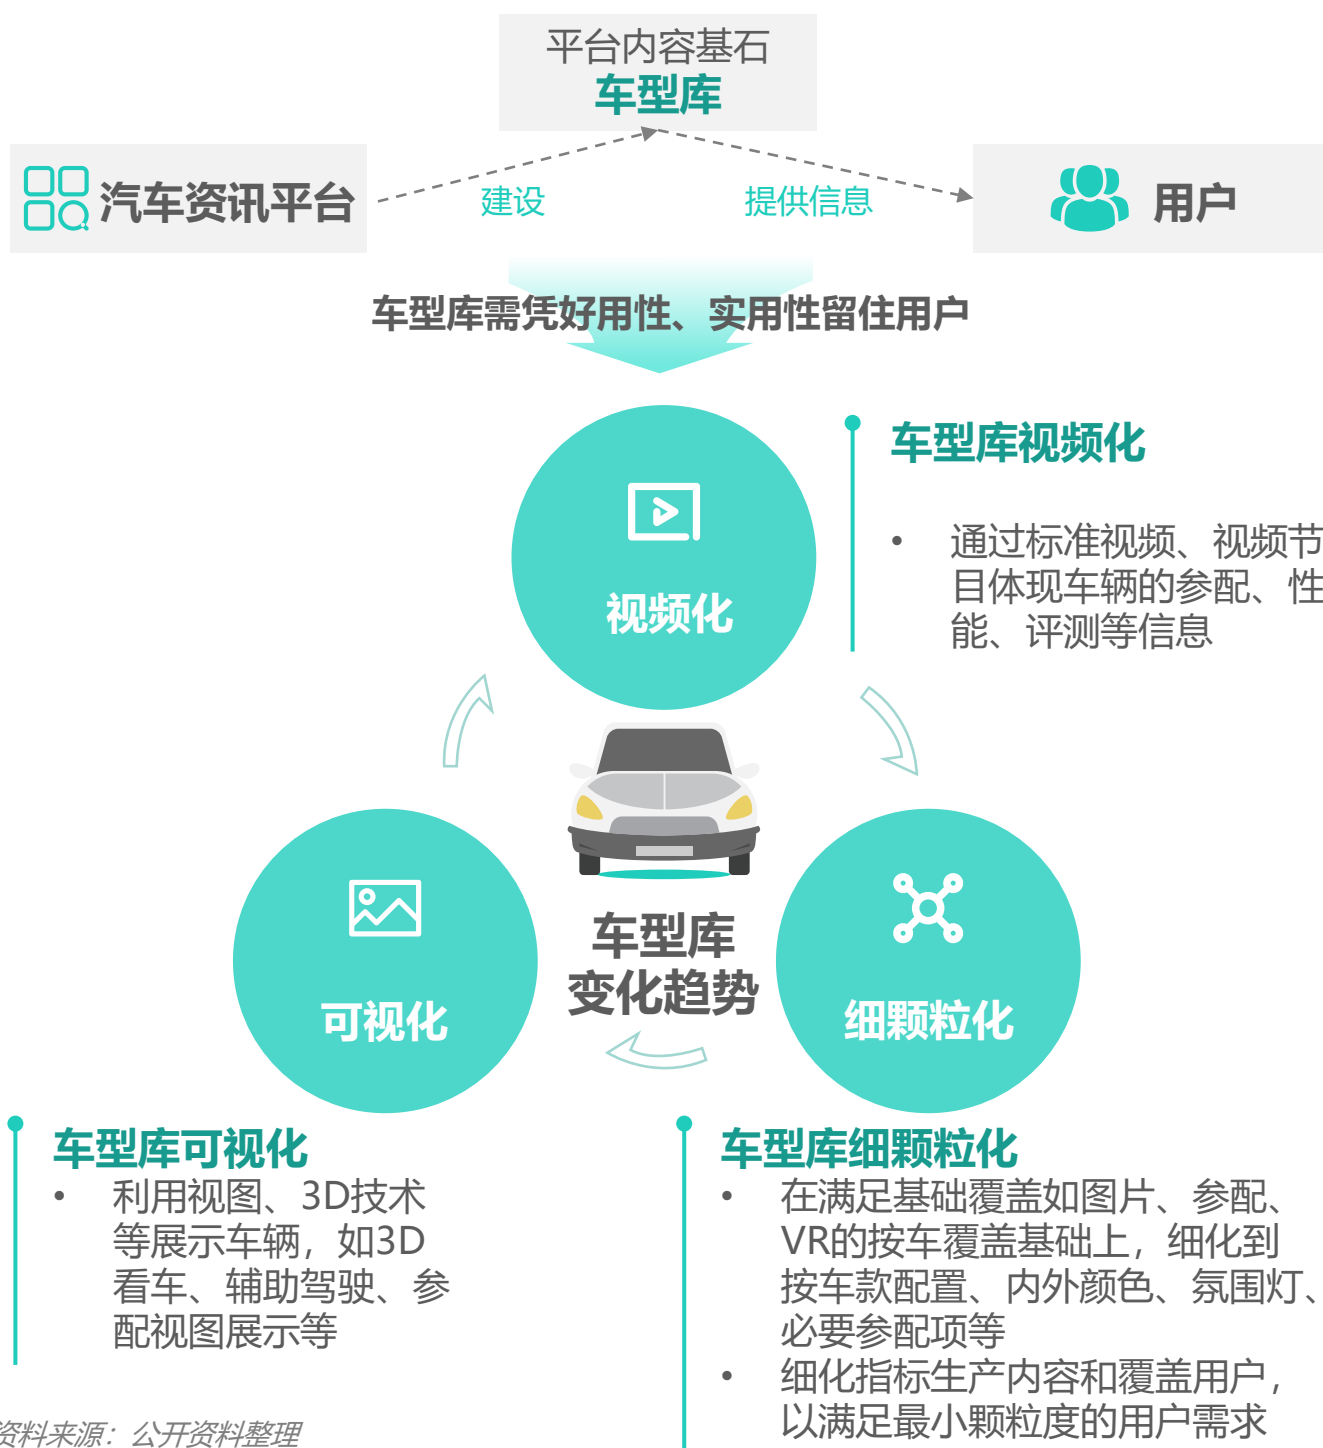 平台内容基石
车型库
汽车资讯平台
建设
提供信息
用户
车型库需凭好用性、实用性留住用户
视频化
车型库视频化
• 通过标准视频、视频节
目体现车辆的参配、性
能、评测等信息
可视化
车型库
变化趋势
细颗粒化
车型库可视化
• 利用视图、3D技术
等展示车辆，如3D
看车、辅助驾驶、参
配视图展示等
车型库细颗粒化
• 在满足基础覆盖如图片、参配、
VR的按车覆盖基础上，细化到
按车款配置、内外颜色、氛围灯、
必要参配项等
• 细化指标生产内容和覆盖用户，
以满足最小颗粒度的用户需求
资料来源：公开资料整理